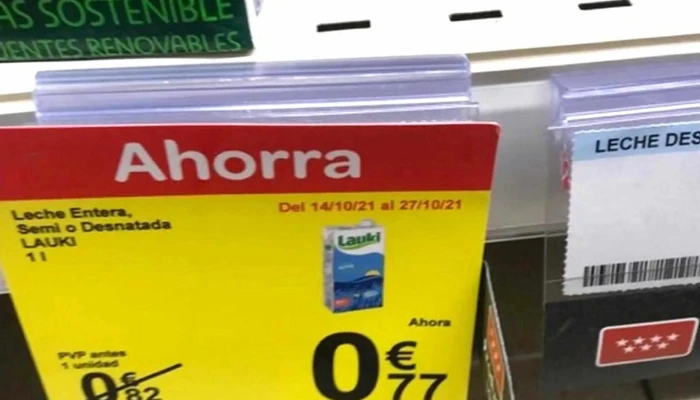 AS SOSTENIBLE
UENTES RENOVABLES
Ahorra
Leche Entera,
Semi o Desnatada
LAUKI
1 l
Del 14/10/21 al 27/10/21
Lauki
Ahora
0€77
PVP antes
1 unidad
0€82
LECHE DES